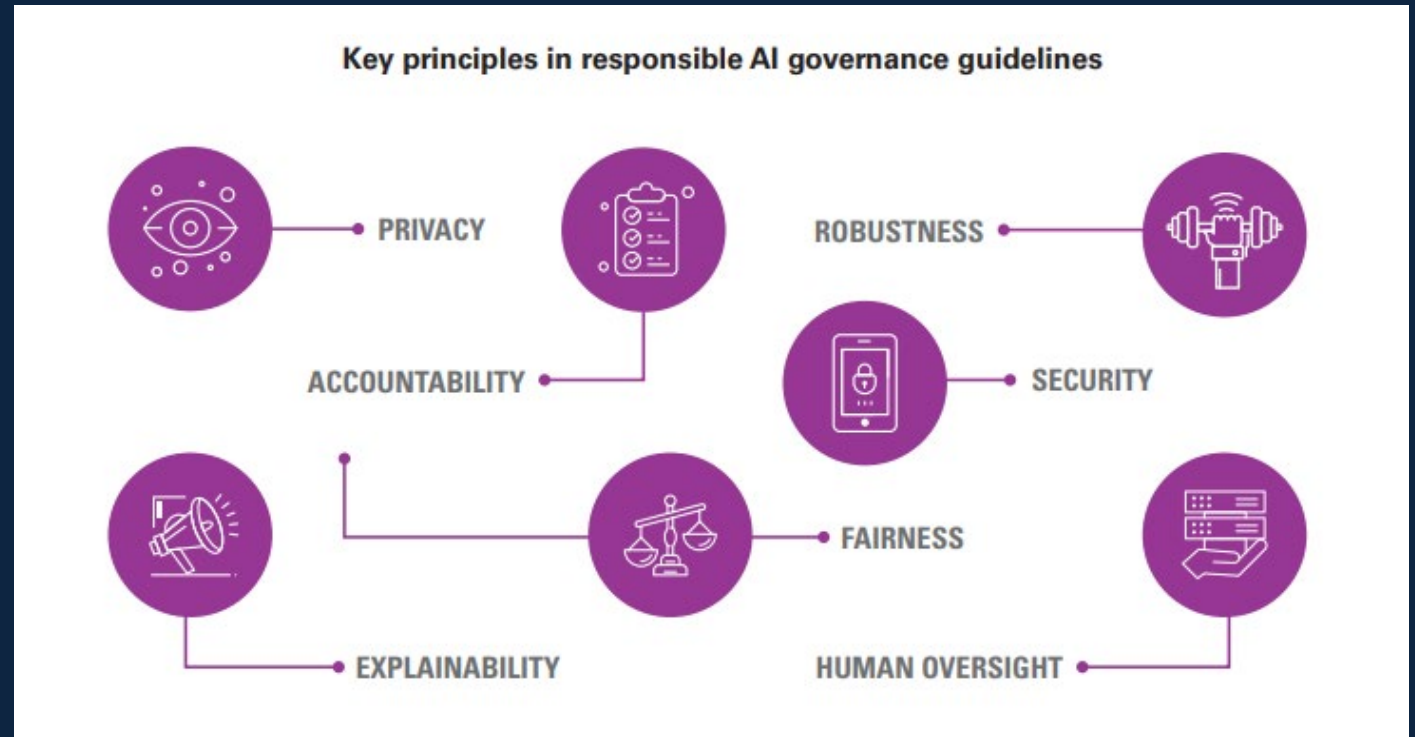 Key principles in responsible AI governance guidelines
PRIVACY
ROBUSTNESS
ACCOUNTABILITY
SECURITY
FAIRNESS
EXPLAINABILITY
HUMAN OVERSIGHT